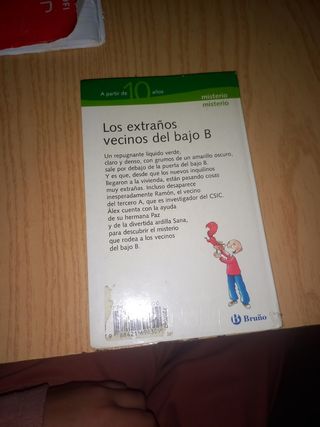 A partir de 10 años
misterio
misterio
Los extraños
vecinos del bajo B
Un repugnante líquido verde,
claro y denso, con grumos de un amarillo oscuro,
sale por debajo de la puerta del bajo B.
Y es que, desde que los nuevos inquilinos
llegaron a la vivienda, están pasando cosas
muy extrañas. Incluso desaparece
inesperadamente Ramón, el vecino
del tercero A, que es investigador del CSIC.
Álex cuenta con la ayuda
de su hermana Paz
y de la divertida ardilla Sana,
para descubrir el misterio
que rodea a los vecinos
del bajo B.
Bruño